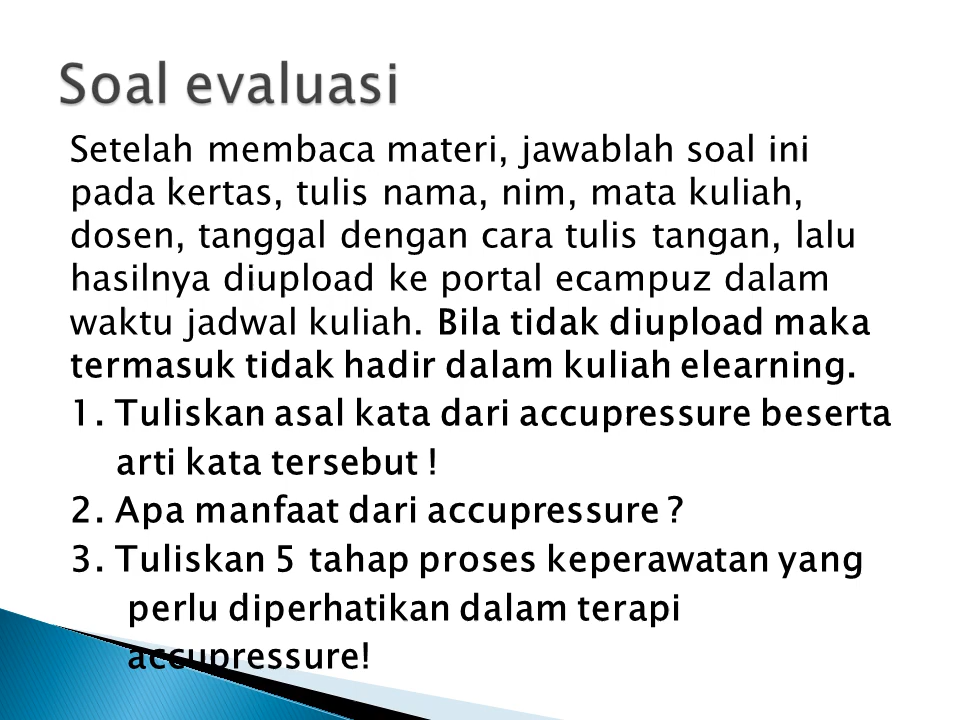 Soal evaluasi
Setelah membaca materi, jawablah soal ini
pada kertas, tulis nama, nim, mata kuliah,
dosen, tanggal dengan cara tulis tangan, lalu
hasilnya diupload ke portal ecampuz dalam
waktu jadwal kuliah. Bila tidak diupload maka
termasuk tidak hadir dalam kuliah elearning.
1. Tuliskan asal kata dari accupressure beserta
arti kata tersebut !
2. Apa manfaat dari accupressure ?
3. Tuliskan 5 tahap proses keperawatan yang
perlu diperhatikan dalam terapi
accupressure!